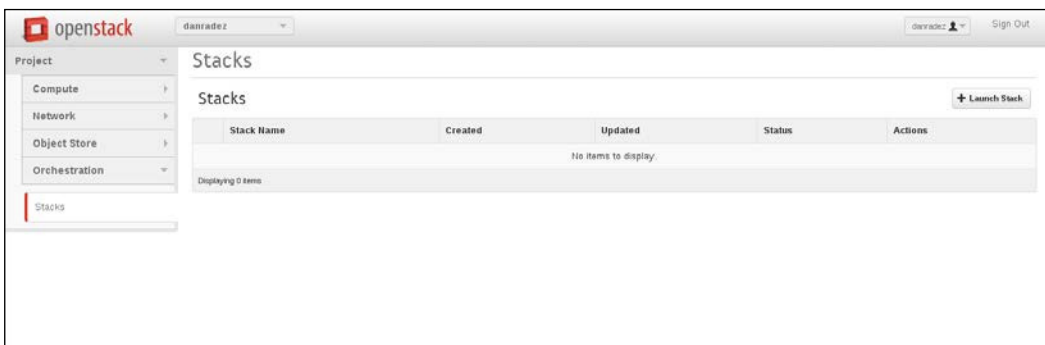 openstack
danradez
danradez
Sign Out
Project
Compute
Network
Object Store
Orchestration
Stacks
Stacks
Stacks
+ Launch Stack
Stack Name Created Updated Status Actions
No items to display.
Displaying 0 items